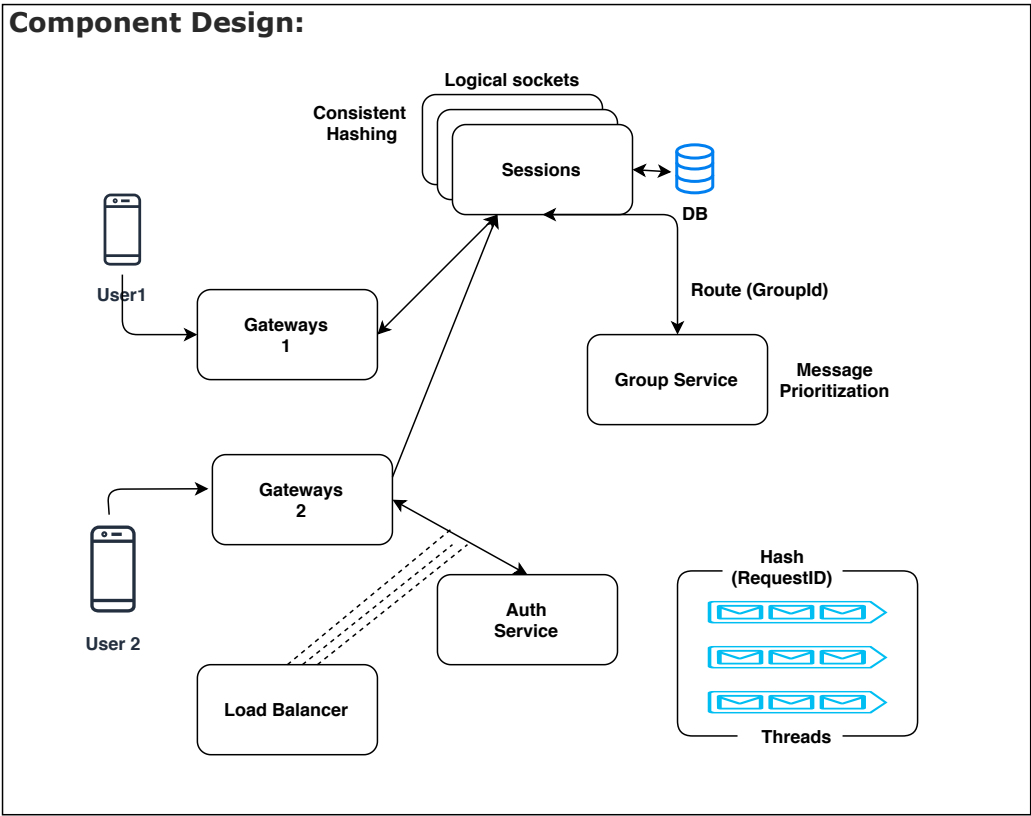 Component Design:
Logical sockets
Consistent
Hashing
Sessions
DB
User1
Gateways
1
Route (GroupId)
Group Service
Message
Prioritization
Gateways
2
User 2
Auth
Service
Load Balancer
Hash
(RequestID)
Threads